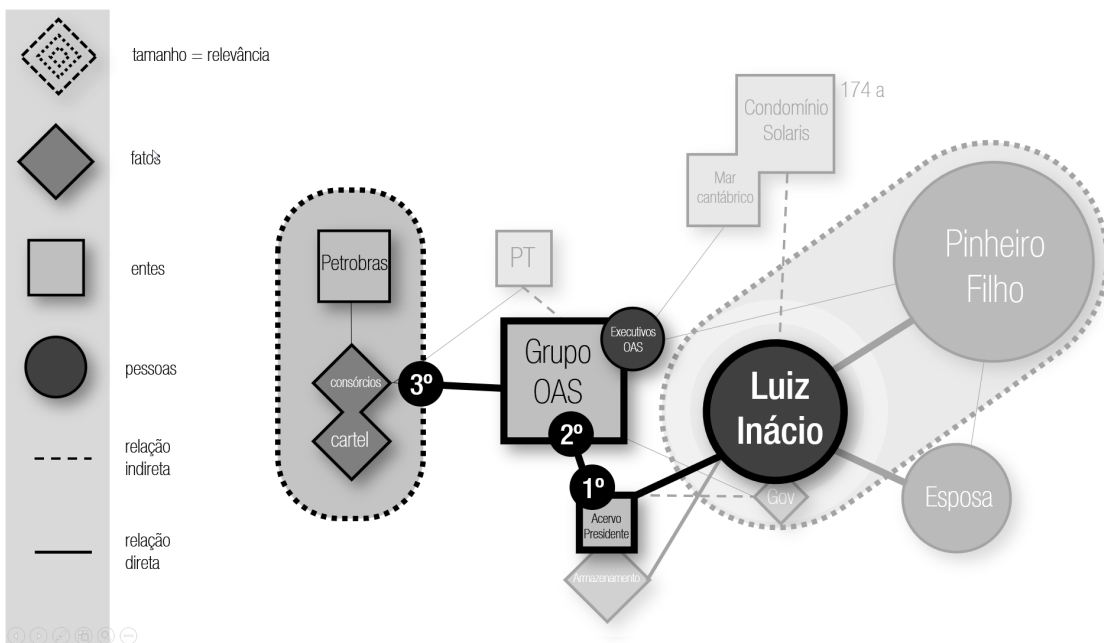 tamanho = relevância
fatos
entes
pessoas
relação
indireta
relação
direta
Petrobras
consórcios
cartel
3º
PT
Grupo
OAS
Executivos
OAS
2º
1º
Acervo
Presidente
Armazenamento
Condomínio
Solaris
174 a
Mar
cantábrico
Luiz
Inácio
Gov
Pinheiro
Filho
Esposa